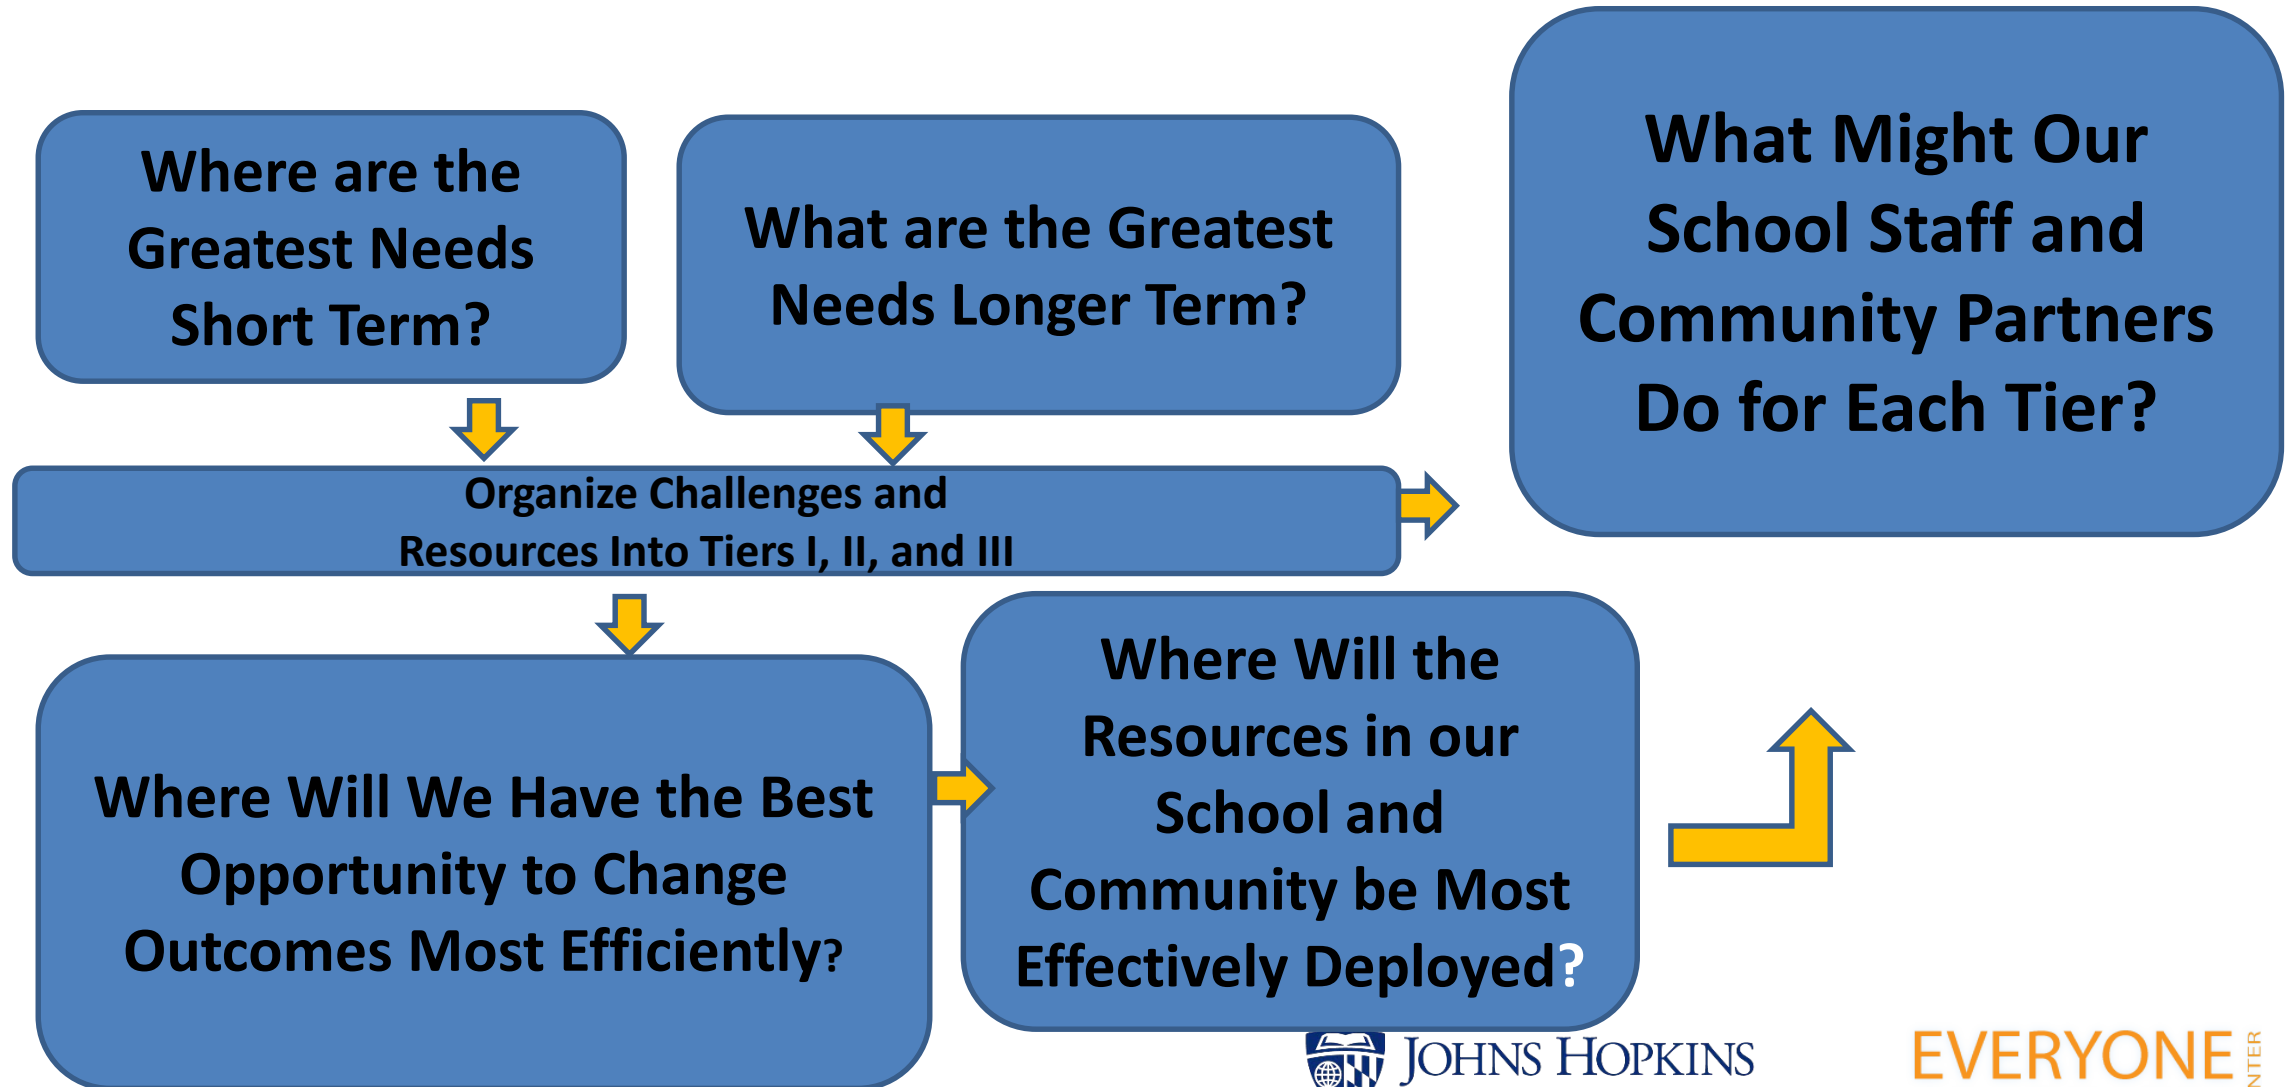 Where are the
Greatest Needs
Short Term?
What are the Greatest
Needs Longer Term?
What Might Our
School Staff and
Community Partners
Do for Each Tier?
Organize Challenges and
Resources Into Tiers I, II, and III
Where Will We Have the Best
Opportunity to Change
Outcomes Most Efficiently?
Where Will the
Resources in our
School and
Community be Most
Effectively Deployed?
JOHNS HOPKINS
EVERYONE